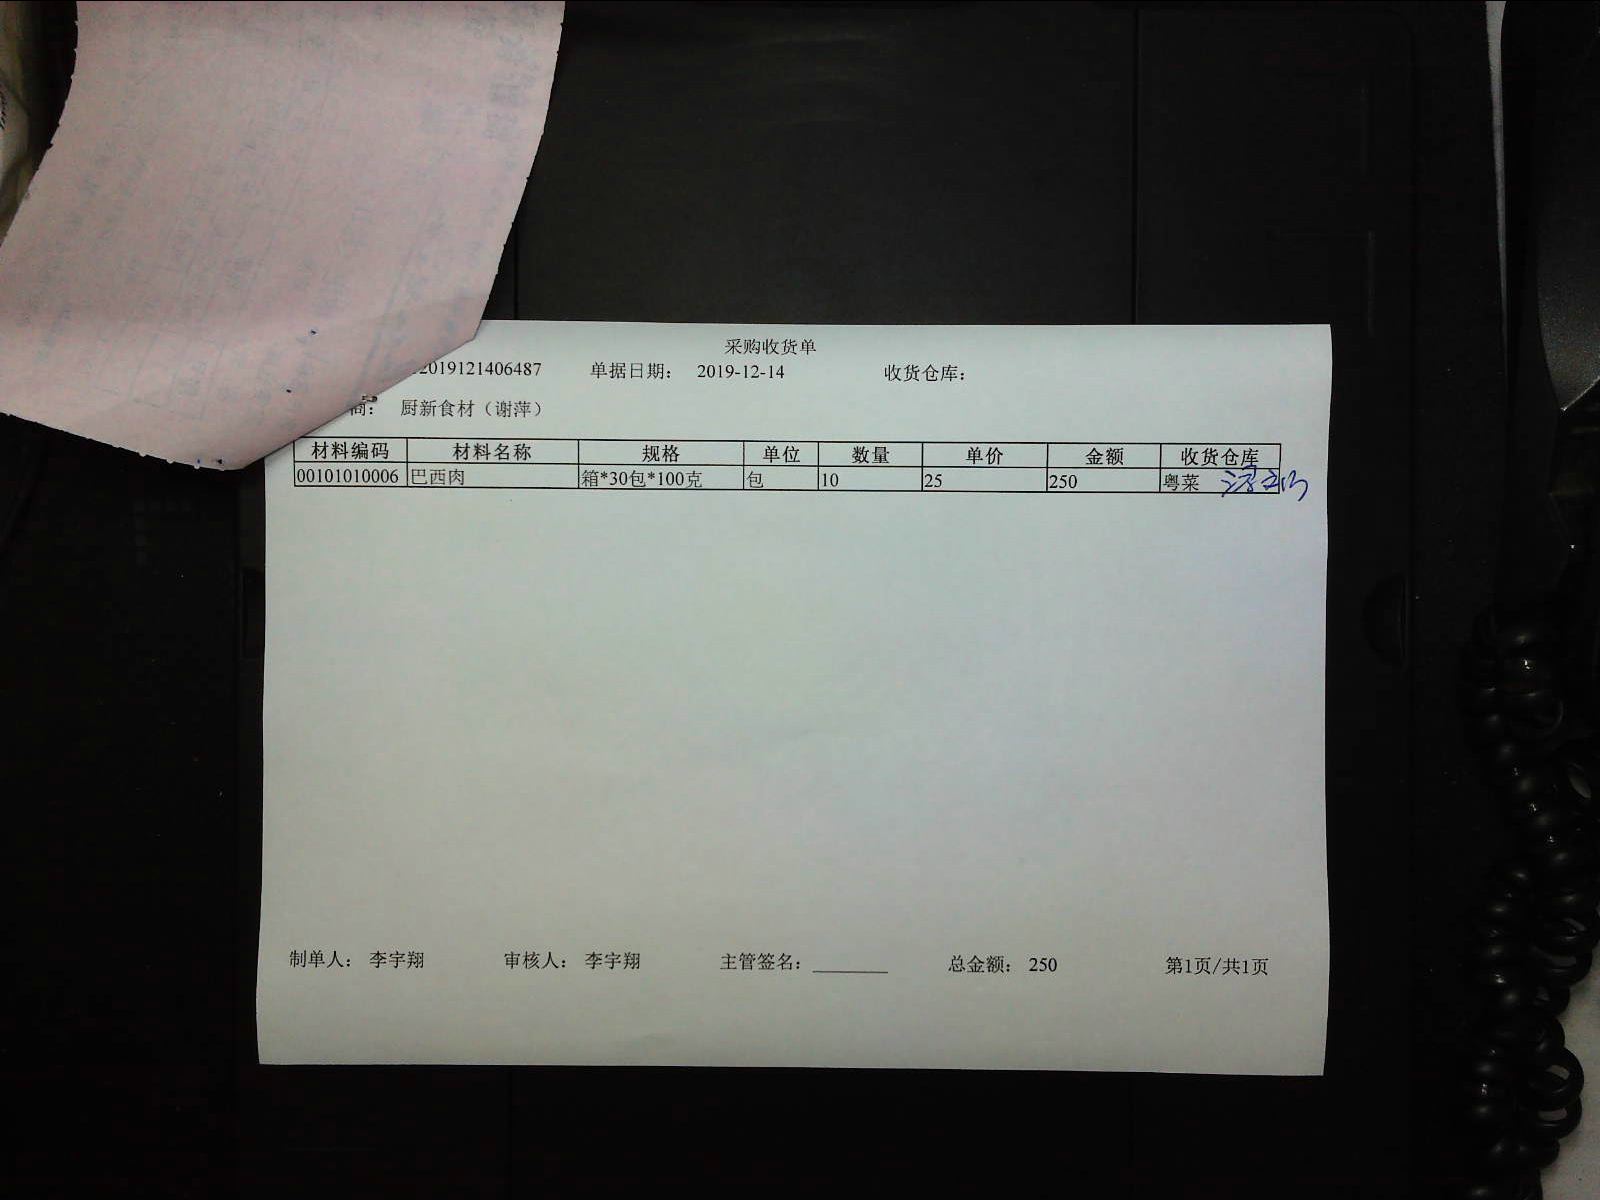 采购收货单
2019121406487 单据日期： 2019-12-14 收货仓库：
商： 厨新食材（谢萍）
材料编码 材料名称 规格 单位 数量 单价 金额 收货仓库
00101010006 巴西肉 箱*30包*100克 包 10 25 250 粤菜
制单人： 李宇翔 审核人： 李宇翔 主管签名： 总金额： 250 第1页/共1页